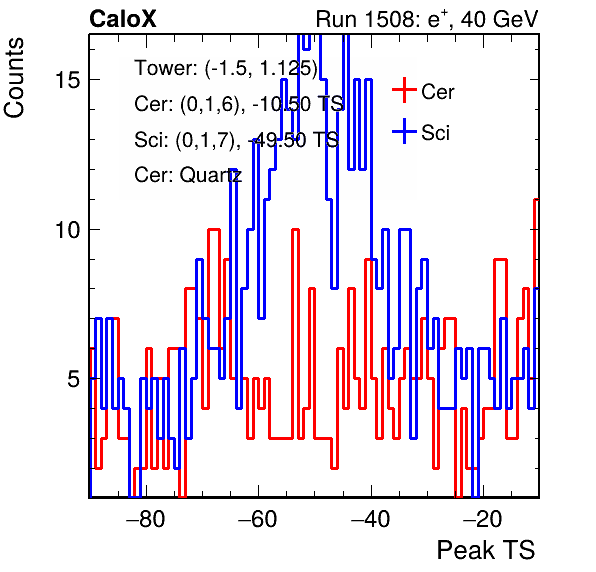 CaloX Run 1508: e+, 40 GeV
Counts
15
10
5
Tower: (-1.5, 1.125)
Cer: (0,1,6), -10.50 TS
Sci: (0,1,7), -49.50 TS
Cer: Quartz
Cer
Sci
−80 −60 −40 −20
Peak TS